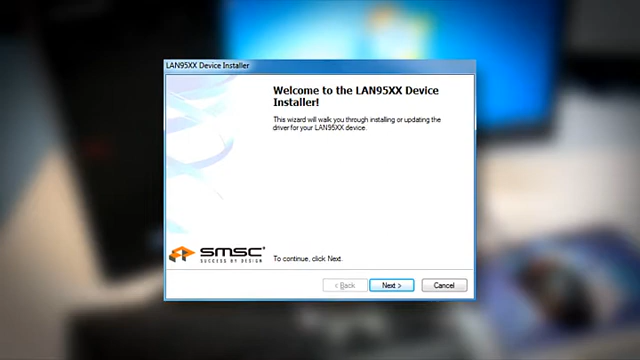 LAN95XX Device Installer
Welcome to the LAN95XX Device
Installer!
This wizard will walk you through installing or updating the
driver for your LAN95XX device.
SMSC
SUCCESS BY DESIGN
To continue, click Next.
< Back
Next >
Cancel